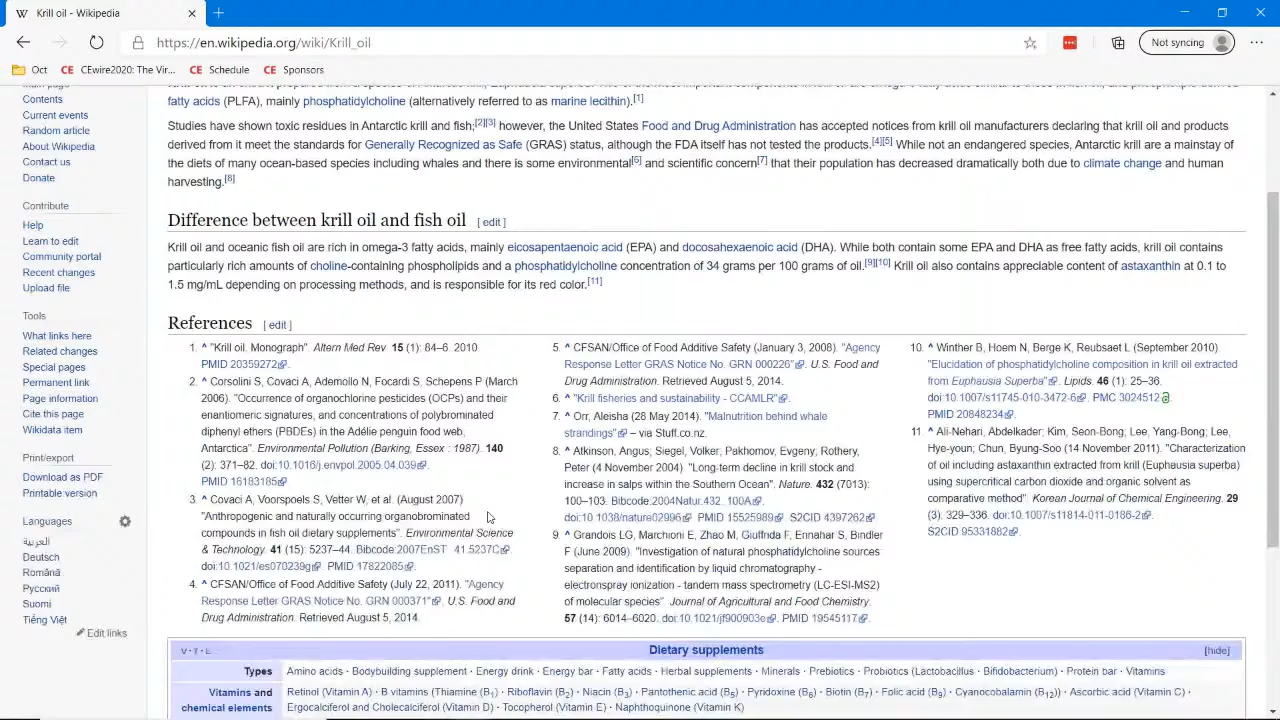 Krill oil - Wikipedia
https://en.wikipedia.org/wiki/Krill_oil
Not syncing
Oct
CE CEwire2020: The Vir...
CE Schedule
CE Sponsors
Main page
Contents
Current events
Random article
About Wikipedia
Contact us
Donate
Contribute
Help
Learn to edit
Community portal
Recent changes
Upload file
Tools
What links here
Related changes
Special pages
Permanent link
Page information
Cite this page
Wikidata item
Print/export
Download as PDF
Printable version
Languages
العربية
Deutsch
Română
Русский
Suomi
Tiếng Việt
Edit links
fatty acids (PLFA), mainly phosphatidylcholine (alternatively referred to as marine lecithin).[1]
Studies have shown toxic residues in Antarctic krill and fish;[2][3] however, the United States Food and Drug Administration has accepted notices from krill oil manufacturers declaring that krill oil and products
derived from it meet the standards for Generally Recognized as Safe (GRAS) status, although the FDA itself has not tested the products.[4][5] While not an endangered species, Antarctic krill are a mainstay of
the diets of many ocean-based species including whales and there is some environmental[6] and scientific concern[7] that their population has decreased dramatically both due to climate change and human
harvesting.[8]
Difference between krill oil and fish oil [ edit ]
Krill oil and oceanic fish oil are rich in omega-3 fatty acids, mainly eicosapentaenoic acid (EPA) and docosahexaenoic acid (DHA). While both contain some EPA and DHA as free fatty acids, krill oil contains
particularly rich amounts of choline-containing phospholipids and a phosphatidylcholine concentration of 34 grams per 100 grams of oil.[9][10] Krill oil also contains appreciable content of astaxanthin at 0.1 to
1.5 mg/mL depending on processing methods, and is responsible for its red color.[11]
References [ edit ]
1. ^ "Krill oil. Monograph". Altern Med Rev. 15 (1): 84–6. 2010.
PMID 20359272.
2. ^ Corsolini S, Covaci A, Ademollo N, Focardi S, Schepens P (March
2006). "Occurrence of organochlorine pesticides (OCPs) and their
enantiomeric signatures, and concentrations of polybrominated
diphenyl ethers (PBDEs) in the Adélie penguin food web,
Antarctica". Environmental Pollution (Barking, Essex : 1987). 140
(2): 371–82. doi:10.1016/j.envpol.2005.04.039.
PMID 16183185.
3. ^ Covaci A, Voorspoels S, Vetter W, et al. (August 2007)
"Anthropogenic and naturally occurring organobrominated
compounds in fish oil dietary supplements". Environmental Science
& Technology. 41 (15): 5237–44. Bibcode:2007EnST...41.5237C.
doi:10.1021/es070239g. PMID 17822085.
4. ^ CFSAN/Office of Food Additive Safety (July 22, 2011). "Agency
Response Letter GRAS Notice No. GRN 000371". U.S. Food and
Drug Administration. Retrieved August 5, 2014.
5. ^ CFSAN/Office of Food Additive Safety (January 3, 2008). "Agency
Response Letter GRAS Notice No. GRN 000226". U.S. Food and
Drug Administration. Retrieved August 5, 2014.
6. ^ "Krill fisheries and sustainability - CCAMLR".
7. ^ Orr, Aleisha (26 May 2014). "Malnutrition behind whale
strandings" – via Stuff.co.nz.
8. ^ Atkinson, Angus; Siegel, Volker; Pakhomov, Evgeny; Rothery,
Peter (4 November 2004). "Long-term decline in krill stock and
increase in salps within the Southern Ocean". Nature. 432 (7013):
100–103. Bibcode:2004Natur.432..100A.
doi:10.1038/nature02996. PMID 15525989. S2CID 4397262.
9. ^ Grandois LG, Marchioni E, Zhao M, Giuffrida F, Ennahar S, Bindler
F (June 2009). "Investigation of natural phosphatidylcholine sources
separation and identification by liquid chromatography -
electronspray ionization - tandem mass spectrometry (LC-ESI-MS2)
of molecular species". Journal of Agricultural and Food Chemistry.
57 (14): 6014–6020. doi:10.1021/jf900903e. PMID 19545117.
10. ^ Winther B, Hoem N, Berge K, Reubsaet L (September 2010).
"Elucidation of phosphatidylcholine composition in krill oil extracted
from Euphausia Superba". Lipids. 46 (1): 25–36.
doi:10.1007/s11745-010-3472-6. PMC 3024512.
PMID 20848234.
11. ^ Ali-Nehari, Abdelkader; Kim, Seon-Bong; Lee, Yang-Bong; Lee,
Hye-youn; Chun, Byung-Soo (14 November 2011). "Characterization
of oil including astaxanthin extracted from krill (Euphausia superba)
using supercritical carbon dioxide and organic solvent as
comparative method". Korean Journal of Chemical Engineering. 29
(3). 329–336. doi:10.1007/s11814-011-0186-2.
S2CID 95331882.
V · T · E Dietary supplements [hide]
Types Amino acids · Bodybuilding supplement · Energy drink · Energy bar · Fatty acids · Herbal supplements · Minerals · Prebiotics · Probiotics (Lactobacillus · Bifidobacterium) · Protein bar · Vitamins
Vitamins and chemical elements Retinol (Vitamin A) · B vitamins (Thiamine (B1) · Riboflavin (B2) · Niacin (B3) · Pantothenic acid (B5) · Pyridoxine (B6) · Biotin (B7) · Folic acid (B9) · Cyanocobalamin (B12)) · Ascorbic acid (Vitamin C) ·
Ergocalciferol and Cholecalciferol (Vitamin D) · Tocopherol (Vitamin E) · Naphthoquinone (Vitamin K)